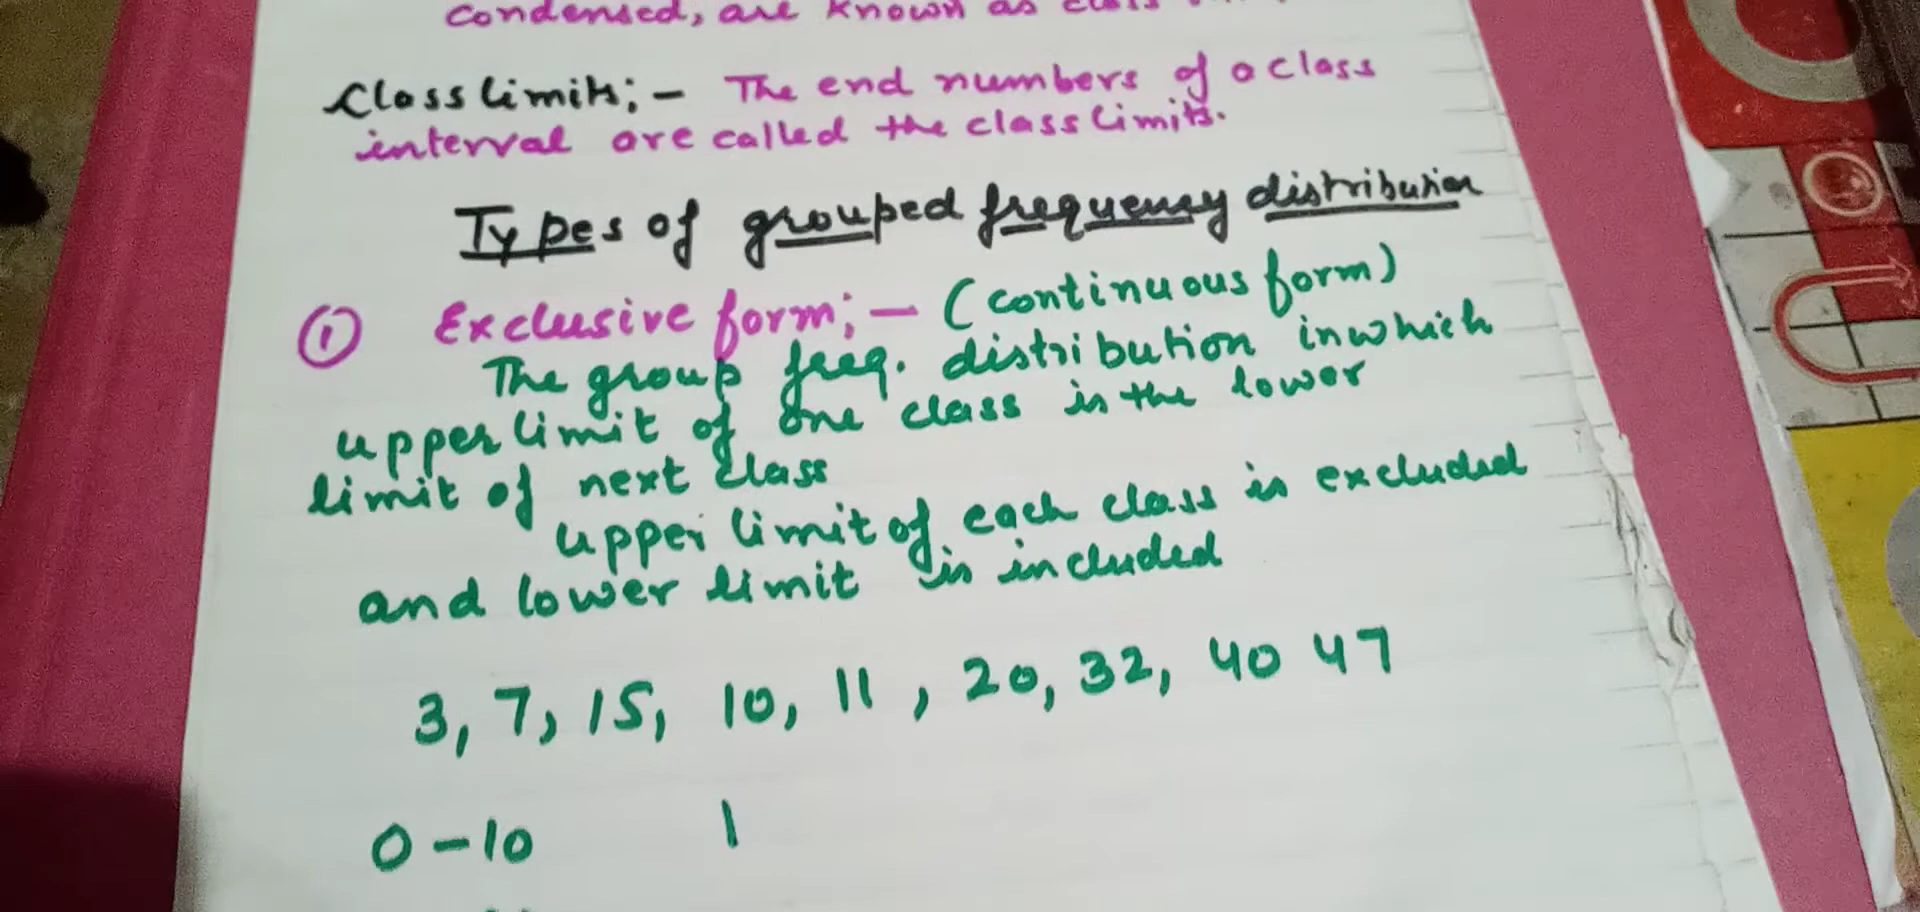 condensed, are known as class
Class limits;- The end numbers of a class
interval are called the class limits.
Types of grouped frequency distribution
① Exclusive form;- (continuous form)
The group freq. distribution in which
upper limit of one class is the lower
limit of next class
upper limit of each class is excluded
and lower limit is included
3, 7, 15, 10, 11, 20, 32, 40 47
0-10 |